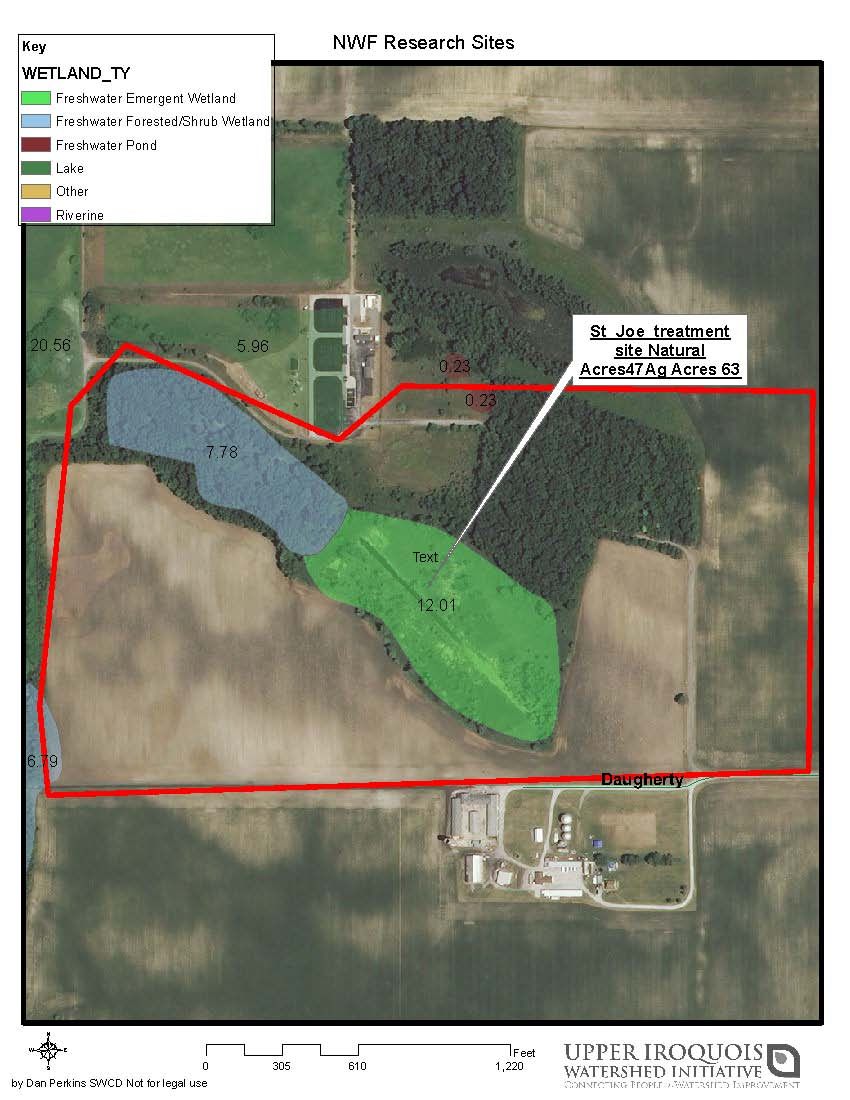 NWF Research Sites
Key
WETLAND_TY
Freshwater Emergent Wetland
Freshwater Forested/Shrub Wetland
Freshwater Pond
Lake
Other
Riverine
St Joe treatment
site Natural
Acres47Ag Acres 63
20.56
5.96
0.23
0.23
7.78
Text
12.01
6.79
Daugherty
N
W
E
S
0
305
610
1,220
Feet
by Dan Perkins SWCD Not for legal use
UPPER IROQUOIS
WATERSHED INITIATIVE
CONNECTING PEOPLE WATERSHED IMPROVEMENT